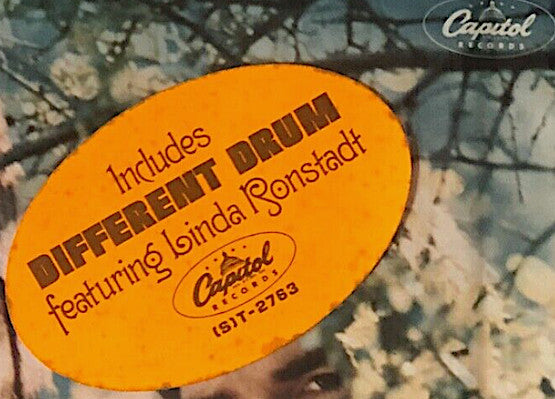 Capitol
RECORDS
Includes
DIFFERENT DRUM
featuring Linda Ronstadt
Capitol
RECORDS
(S)T-2763